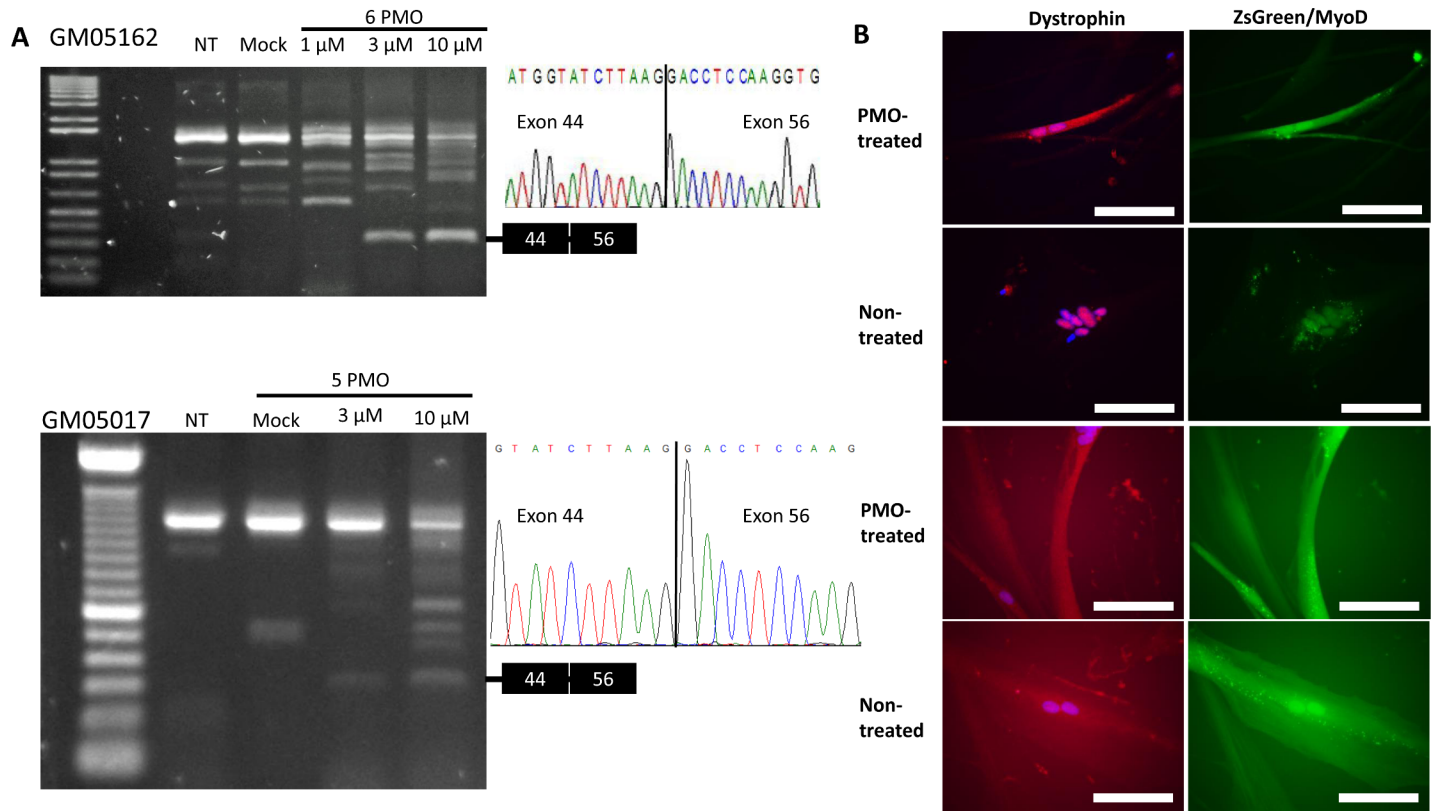 A
GM05162
6 PMO
NT Mock 1 µM 3 µM 10 µM
ATGGTATCTTAAGGACCTCCAAGGTG
Exon 44 Exon 56
44 56
GM05017
5 PMO
NT Mock 3 µM 10 µM
GTATCTTAAGGACCTCCAAG
Exon 44 Exon 56
44 56
B
Dystrophin ZsGreen/MyoD
PMO-
treated
Non-
treated
PMO-
treated
Non-
treated